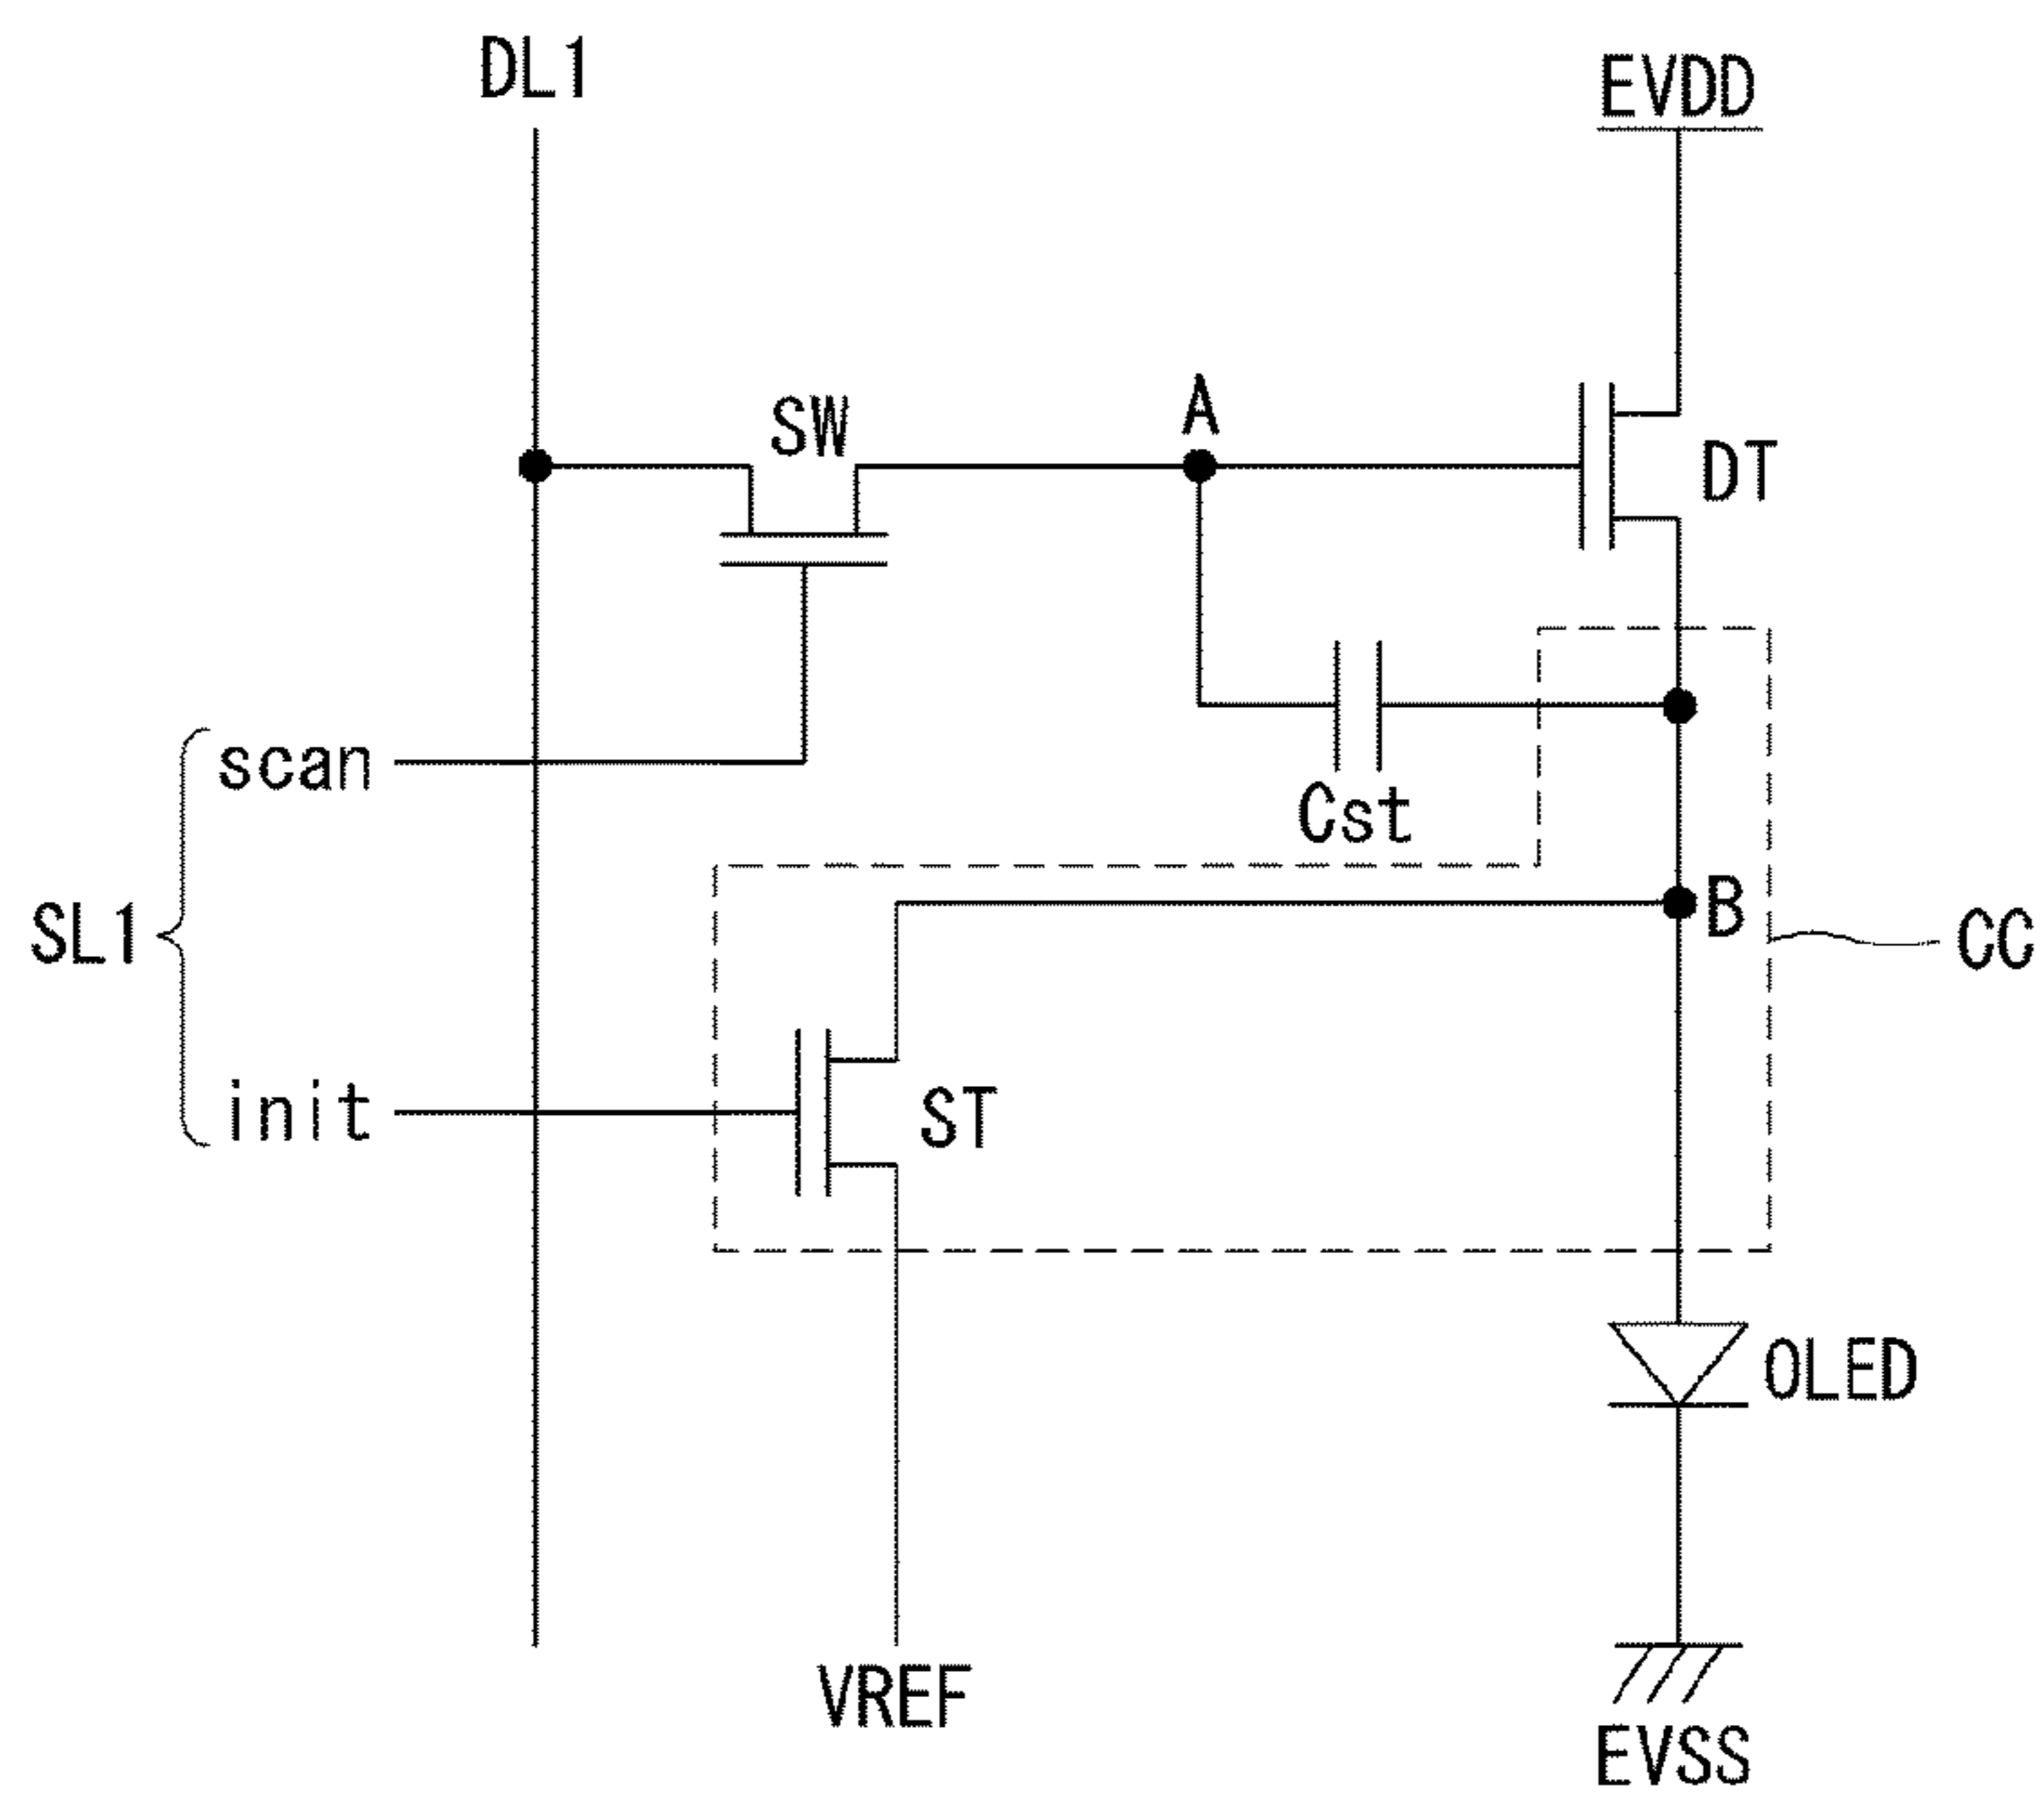 DL1
EVDD
SW
A
DT
scan
Cst
SL1
B
CC
init
ST
OLED
VREF
EVSS